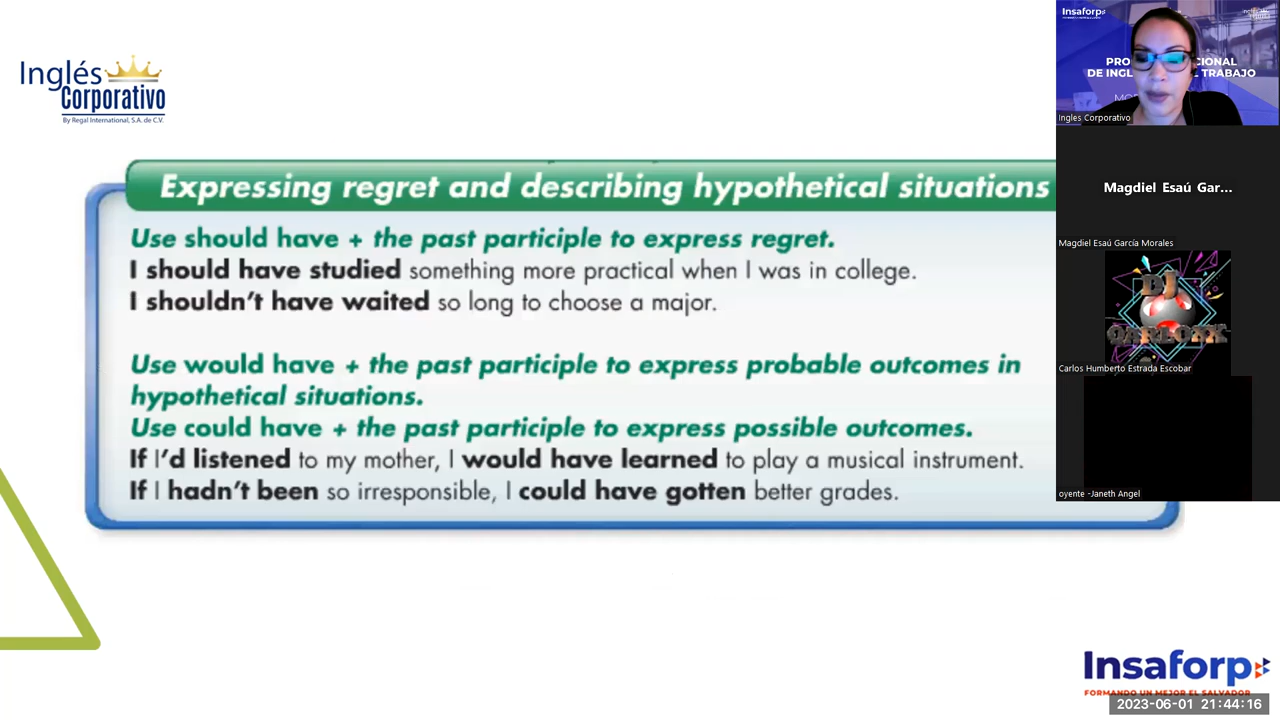 Inglés
Corporativo
By Regal International, S.A. de C.V.
Expressing regret and describing hypothetical situations
Use should have + the past participle to express regret.
I should have studied something more practical when I was in college.
I shouldn't have waited so long to choose a major.
Use would have + the past participle to express probable outcomes in
hypothetical situations.
Use could have + the past participle to express possible outcomes.
If I'd listened to my mother, I would have learned to play a musical instrument.
If I hadn't been so irresponsible, I could have gotten better grades.
Insaforp
Ingles Corporativo
Magdiel Esaú Gar...
Magdiel Esaú García Morales
DJ
Carlos Humberto Estrada Escobar
oyente -Janeth Angel
Insaforp
FORMANDO UN MEJOR EL SALVADOR
2023-06-01 21:44:16